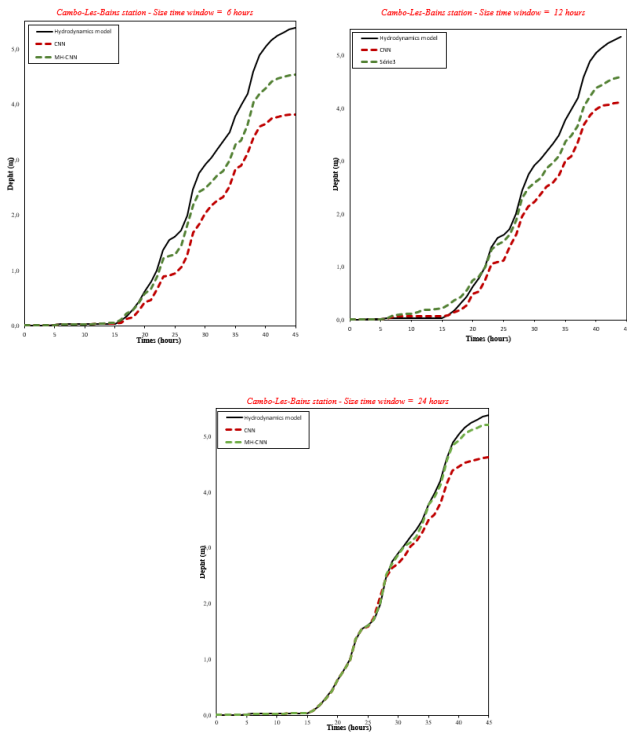 Cambo-Les-Bains station - Size time window = 6 hours
5,0
4,0
3,0
2,0
1,0
0,0
Depht (m)
Hydrodynamics model
CNN
MH-CNN
0 5 10 15 20 25 30 35 40 45
Times (hours)
Cambo-Les-Bains station - Size time window = 12 hours
5,0
4,0
3,0
2,0
1,0
0,0
Depht (m)
Hydrodynamics model
CNN
Série3
0 5 10 15 20 25 30 35 40 4
Times (hours)
Cambo-Les-Bains station - Size time window = 24 hours
5,0
4,0
3,0
2,0
1,0
0,0
Depht (m)
Hydrodynamics model
CNN
MH-CNN
0 5 10 15 20 25 30 35 40 45
Times (hours)